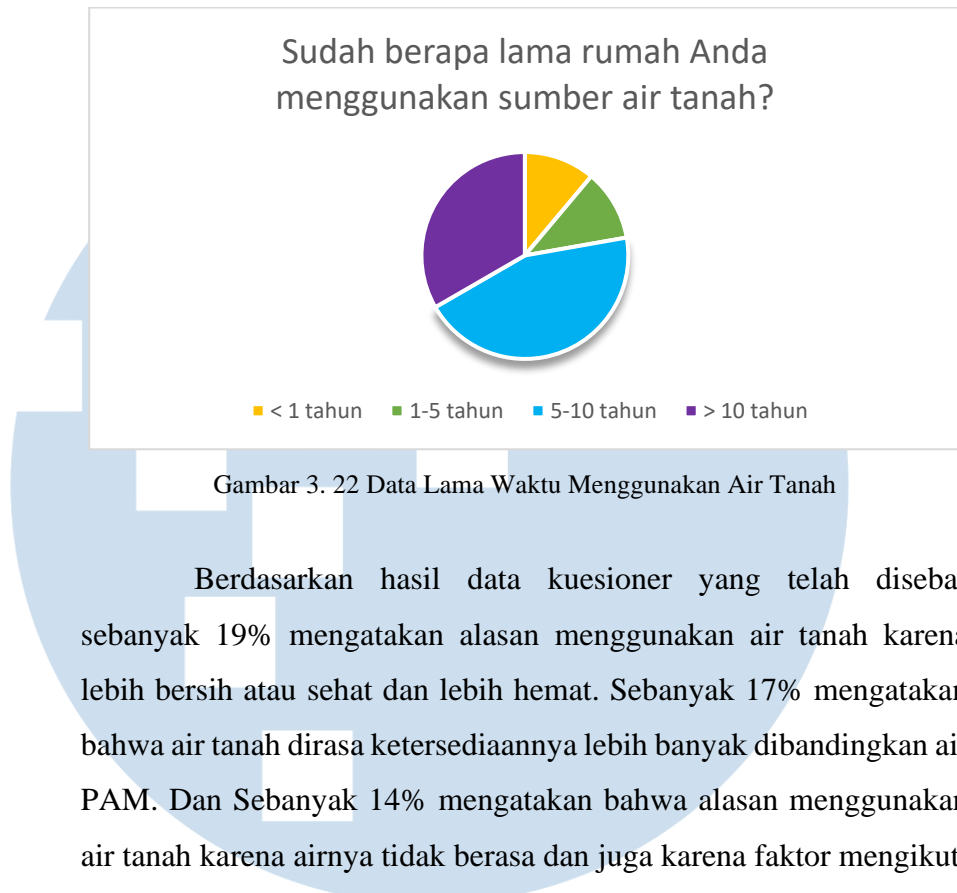 Sudah berapa lama rumah Anda
menggunakan sumber air tanah?
< 1 tahun 1-5 tahun 5-10 tahun > 10 tahun
Gambar 3. 22 Data Lama Waktu Menggunakan Air Tanah
Berdasarkan hasil data kuesioner yang telah diseba
sebanyak 19% mengatakan alasan menggunakan air tanah karena
lebih bersih atau sehat dan lebih hemat. Sebanyak 17% mengatakan
bahwa air tanah dirasa ketersediaannya lebih banyak dibandingkan ai
PAM. Dan Sebanyak 14% mengatakan bahwa alasan menggunakan
air tanah karena airnya tidak berasa dan juga karena faktor mengikut